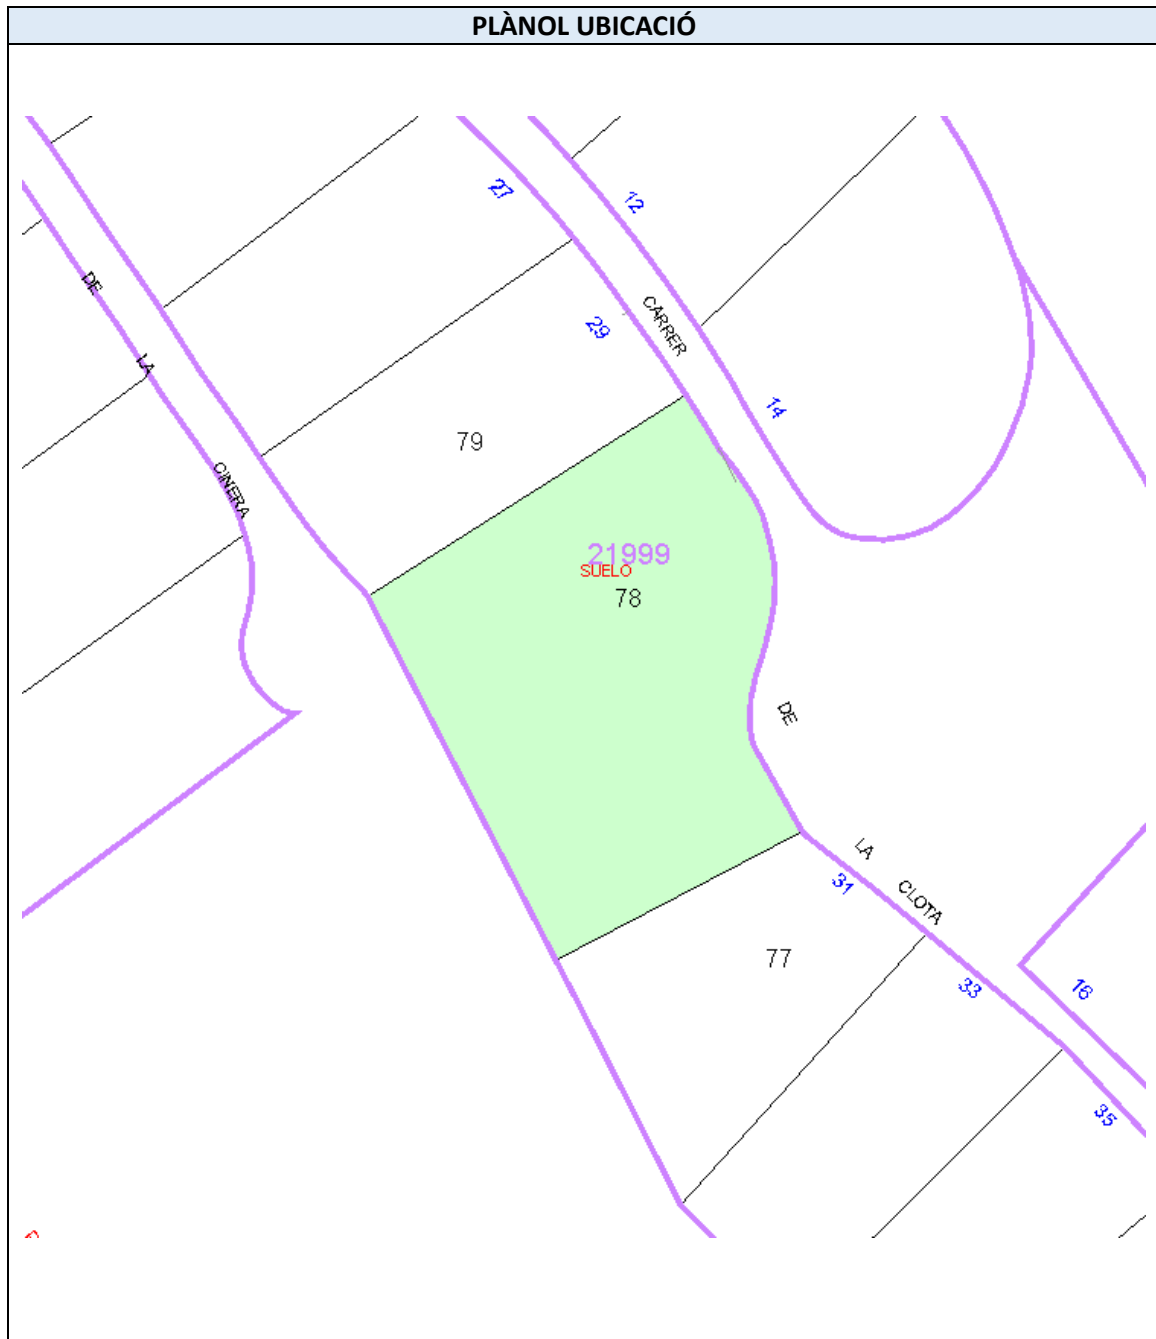 PLÀNOL UBICACIÓ
27
12
DE
CARRER
29
LA
14
79
CINERA
21999
SUELO
78
DE
LA
31
CLOTA
77
33
16
35